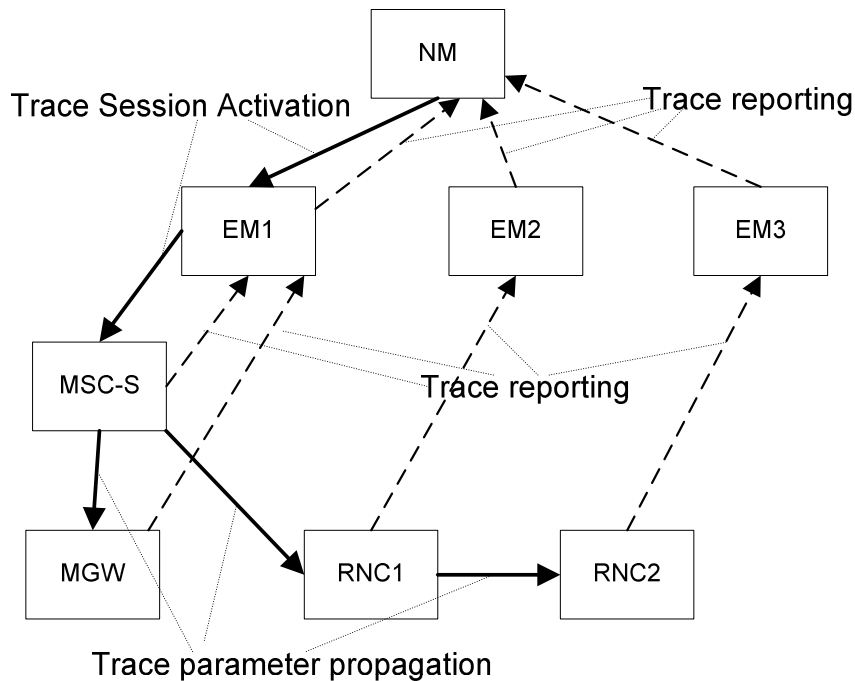 NM
Trace Session Activation
Trace reporting
EM1
EM2
EM3
MSC-S
Trace reporting
MGW
RNC1
RNC2
Trace parameter propagation